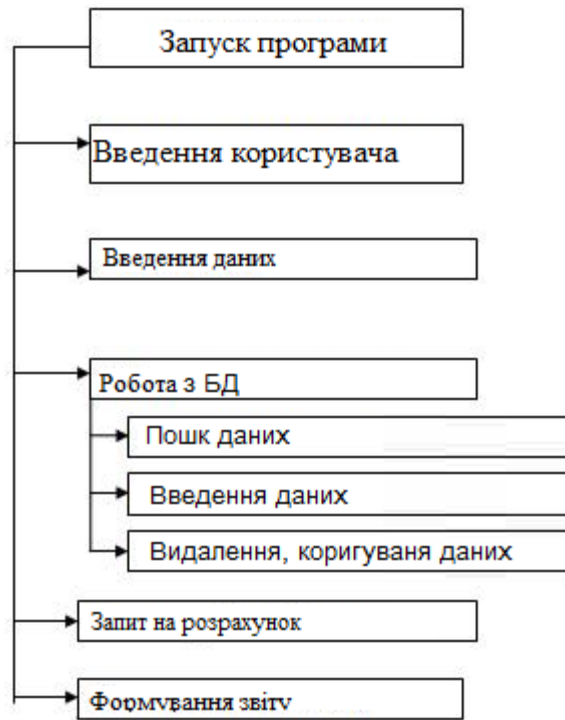 Запуск програми
Введення користувача
Введення даних
Робота з БД
Пошк даних
Введення даних
Видалення, коригуваня даних
Запит на розрахунок
Формування звіту